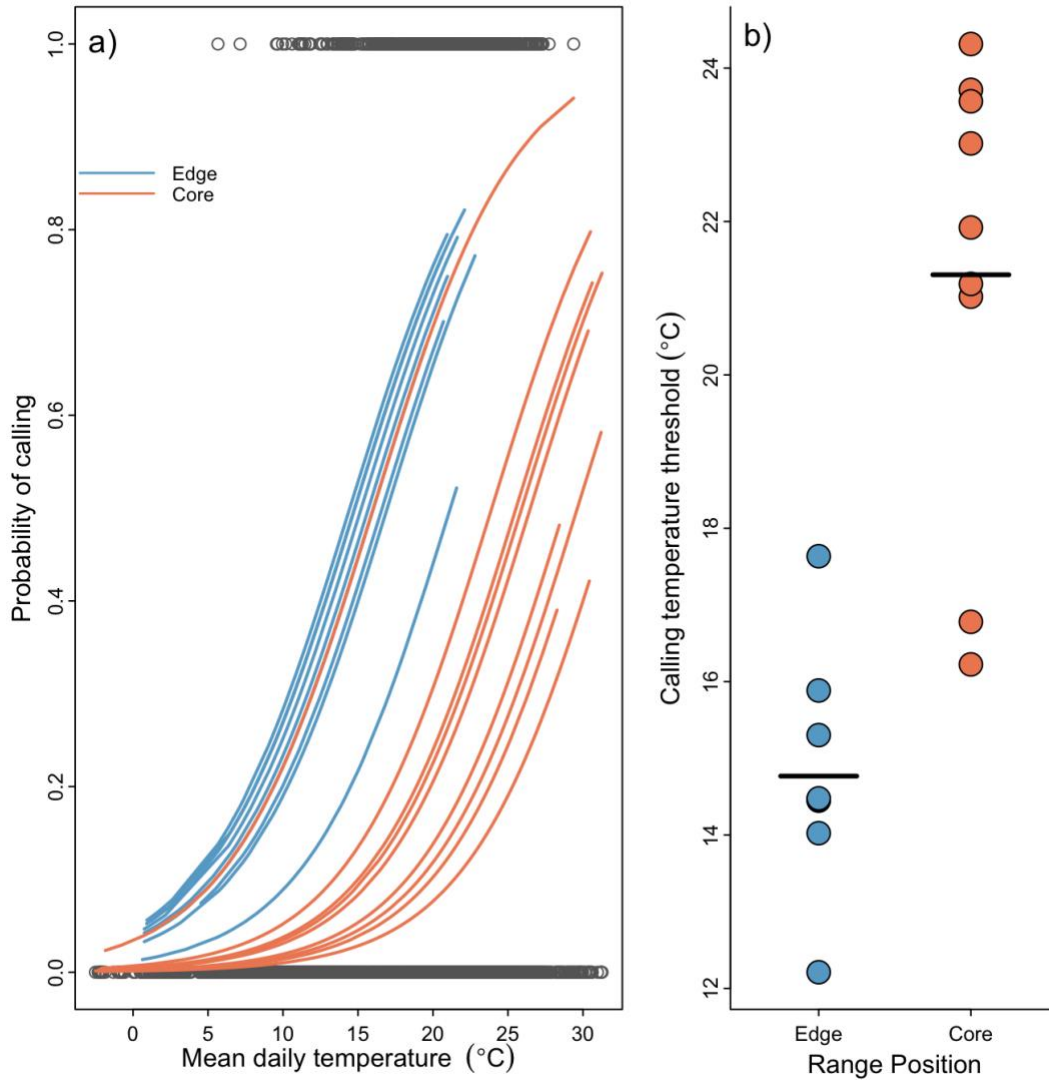 a)
Edge
Core
Probability of calling
0.0
0.2
0.4
0.6
0.8
1.0
0
5
10
15
20
25
30
Mean daily temperature (°C)
b)
Calling temperature threshold (°C)
12
14
16
18
20
22
24
Edge
Core
Range Position